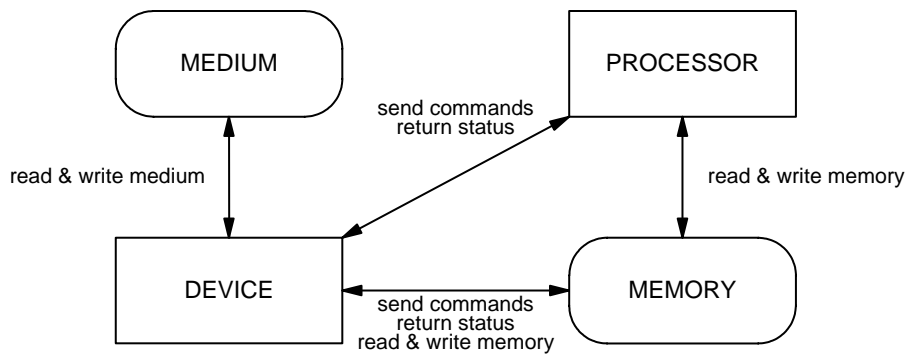 MEDIUM
PROCESSOR
send commands
return status
read & write medium
read & write memory
DEVICE
MEMORY
send commands
return status
read & write memory